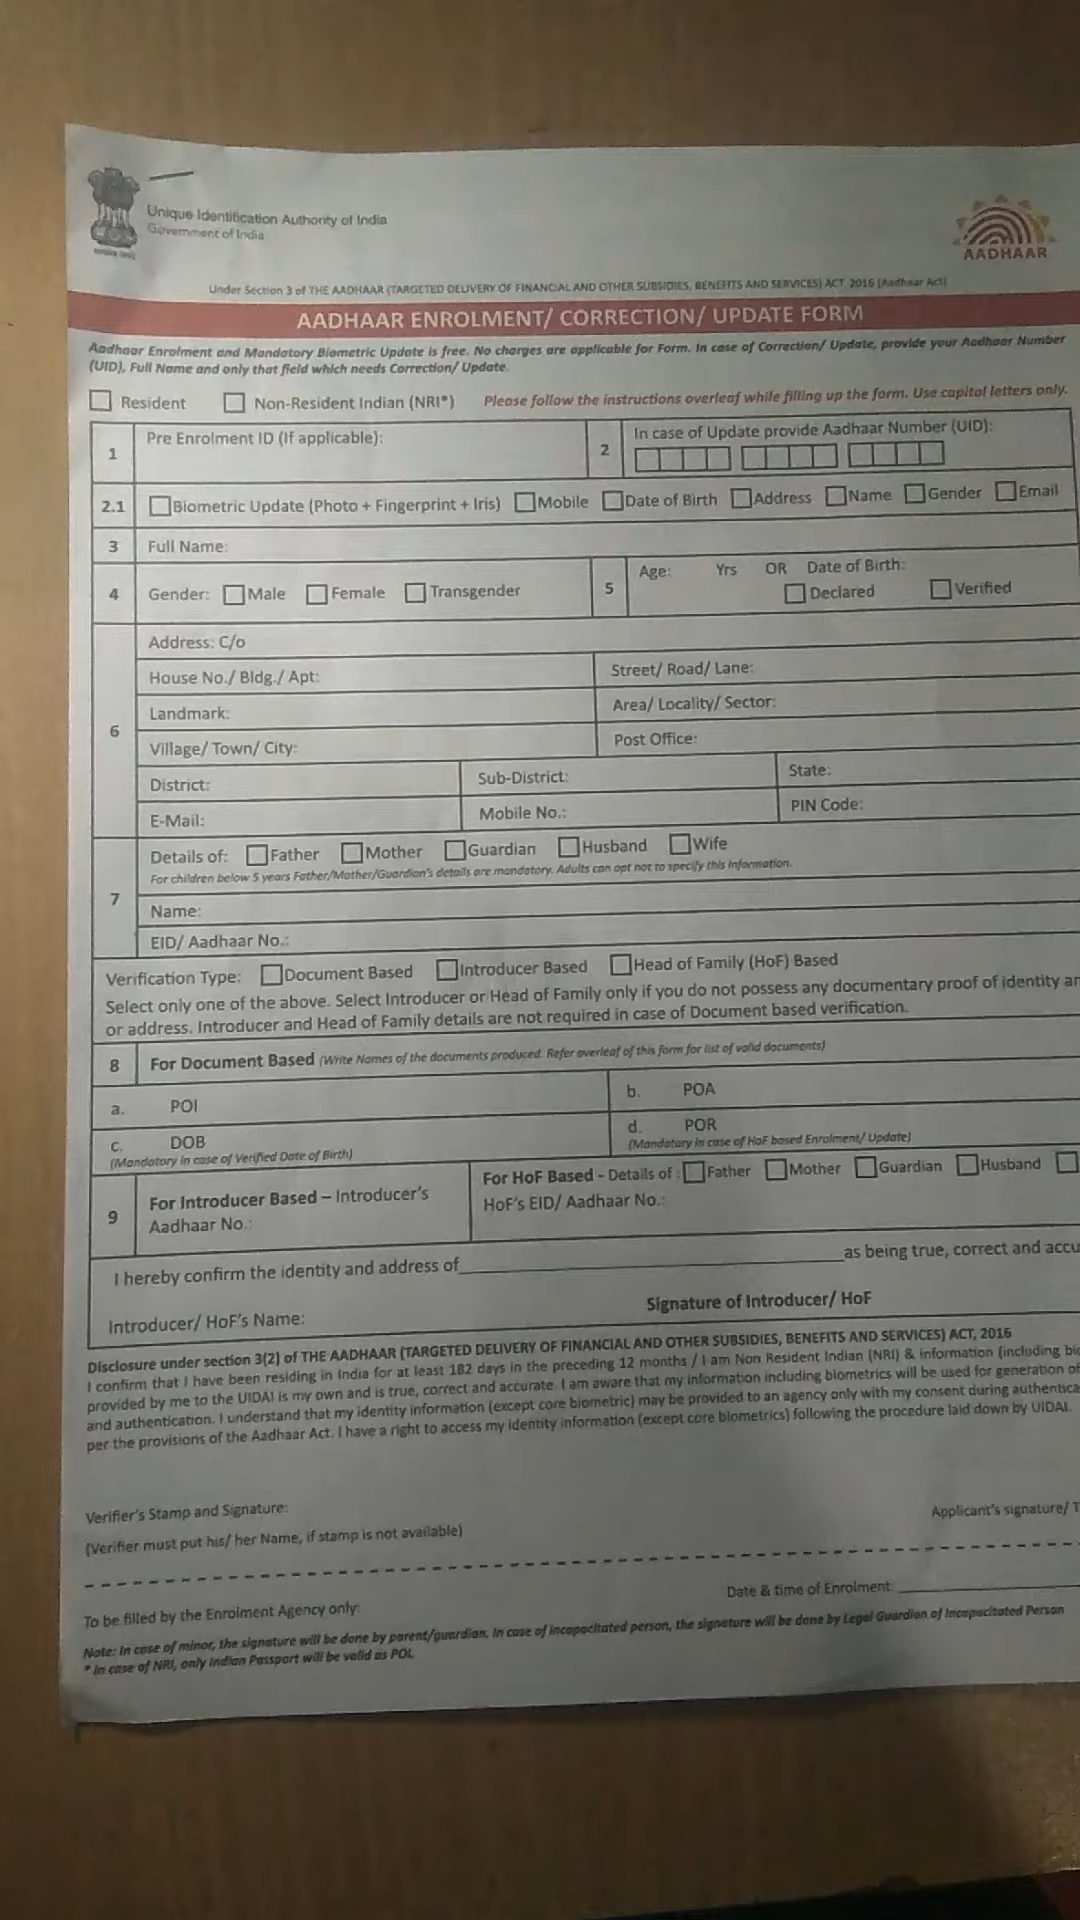 Unique Identification Authority of India
Government of India
AADHAAR
Under Section 3 of THE AADHAAR (TARGETED DELIVERY OF FINANCIAL AND OTHER SUBSIDIES, BENEFITS AND SERVICES) ACT, 2016 (Aadhaar Act)
AADHAAR ENROLMENT/ CORRECTION/ UPDATE FORM
Aadhaar Enrolment and Mandatory Biometric Update is free. No charges are applicable for Form. In case of Correction/ Update, provide your Aadhaar Number
(UID), Full Name and only that field which needs Correction/ Update.
Resident Non-Resident Indian (NRI*) Please follow the instructions overleaf while filling up the form. Use capital letters only.
1 Pre Enrolment ID (If applicable): 2 In case of Update provide Aadhaar Number (UID):
2.1 Biometric Update (Photo + Fingerprint + Iris) Mobile Date of Birth Address Name Gender Email
3 Full Name:
4 Gender: Male Female Transgender 5 Age: Yrs OR Date of Birth:
Declared Verified
6 Address: C/o
House No./ Bldg./ Apt: Street/ Road/ Lane:
Landmark: Area/ Locality/ Sector:
Village/ Town/ City: Post Office:
District: Sub-District: State:
E-Mail: Mobile No.: PIN Code:
7 Details of: Father Mother Guardian Husband Wife
For children below 5 years Father/Mother/Guardian's details are mandatory. Adults can opt not to specify this information.
Name:
EID/ Aadhaar No.:
Verification Type: Document Based Introducer Based Head of Family (HoF) Based
Select only one of the above. Select Introducer or Head of Family only if you do not possess any documentary proof of identity
or address. Introducer and Head of Family details are not required in case of Document based verification.
8 For Document Based (Write Names of the documents produced. Refer overleaf of this form for list of valid documents)
a. POI b. POA
c. DOB d. POR
(Mandatory in case of Verified Date of Birth) (Mandatory in case of HoF based Enrolment/ Update)
9 For Introducer Based – Introducer's
Aadhaar No.:
For HoF Based - Details of : Father Mother Guardian Husband
HoF's EID/ Aadhaar No.:
I hereby confirm the identity and address of as being true, correct and
Introducer/ HoF's Name: Signature of Introducer/ HoF
Disclosure under section 3(2) of THE AADHAAR (TARGETED DELIVERY OF FINANCIAL AND OTHER SUBSIDIES, BENEFITS AND SERVICES) ACT, 2016
I confirm that I have been residing in India for at least 182 days in the preceding 12 months / I am Non Resident Indian (NRI) & information (including
provided by me to the UIDAI is my own and is true, correct and accurate. I am aware that my information including biometrics will be used for generation of
and authentication. I understand that my identity information (except core biometric) may be provided to an agency only with my consent during
per the provisions of the Aadhaar Act. I have a right to access my identity information (except core biometrics) following the procedure laid down by UIDAI.
Verifier's Stamp and Signature: Applicant's signature/
(Verifier must put his/ her Name, if stamp is not available)
To be filled by the Enrolment Agency only: Date & time of Enrolment:
Note: In case of minor, the signature will be done by parent/guardian. In case of incapacitated person, the signature will be done by Legal Guardian of Incapacitated Person
* In case of NRI, only Indian Passport will be valid as POI.